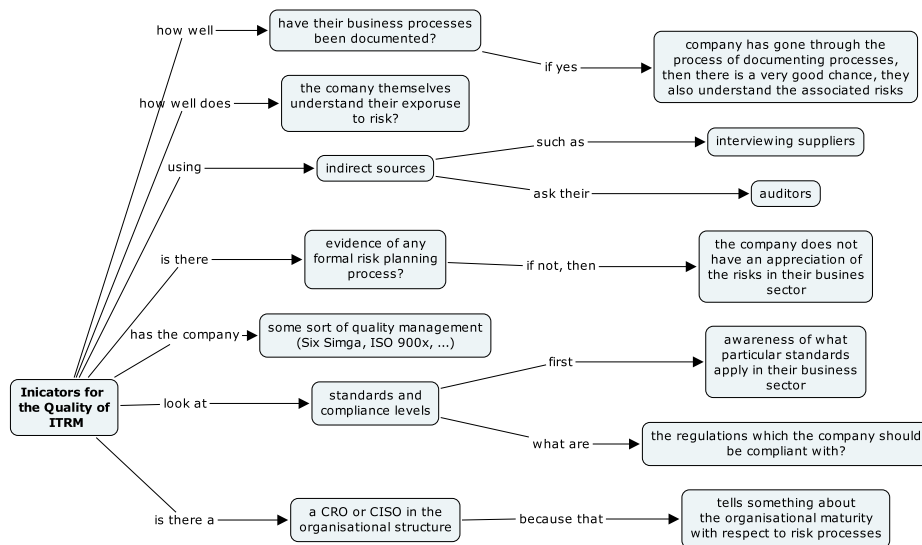 how well
have their business processes
been documented?
if yes
company has gone through the
process of documenting processes,
then there is a very good chance, they
also understand the associated risks
how well does
the comany themselves
understand their exporuse
to risk?
using
indirect sources
such as
interviewing suppliers
ask their
auditors
is there
evidence of any
formal risk planning
process?
if not, then
the company does not
have an appreciation of
the risks in their busines
sector
has the company
some sort of quality management
(Six Simga, ISO 900x, ...)
Inicators for
the Quality of
ITRM
look at
standards and
compliance levels
first
awareness of what
particular standards
apply in their business
sector
what are
the regulations which the company should
be compliant with?
is there a
a CRO or CISO in the
organisational structure
because that
tells something about
the organisational maturity
with respect to risk processes